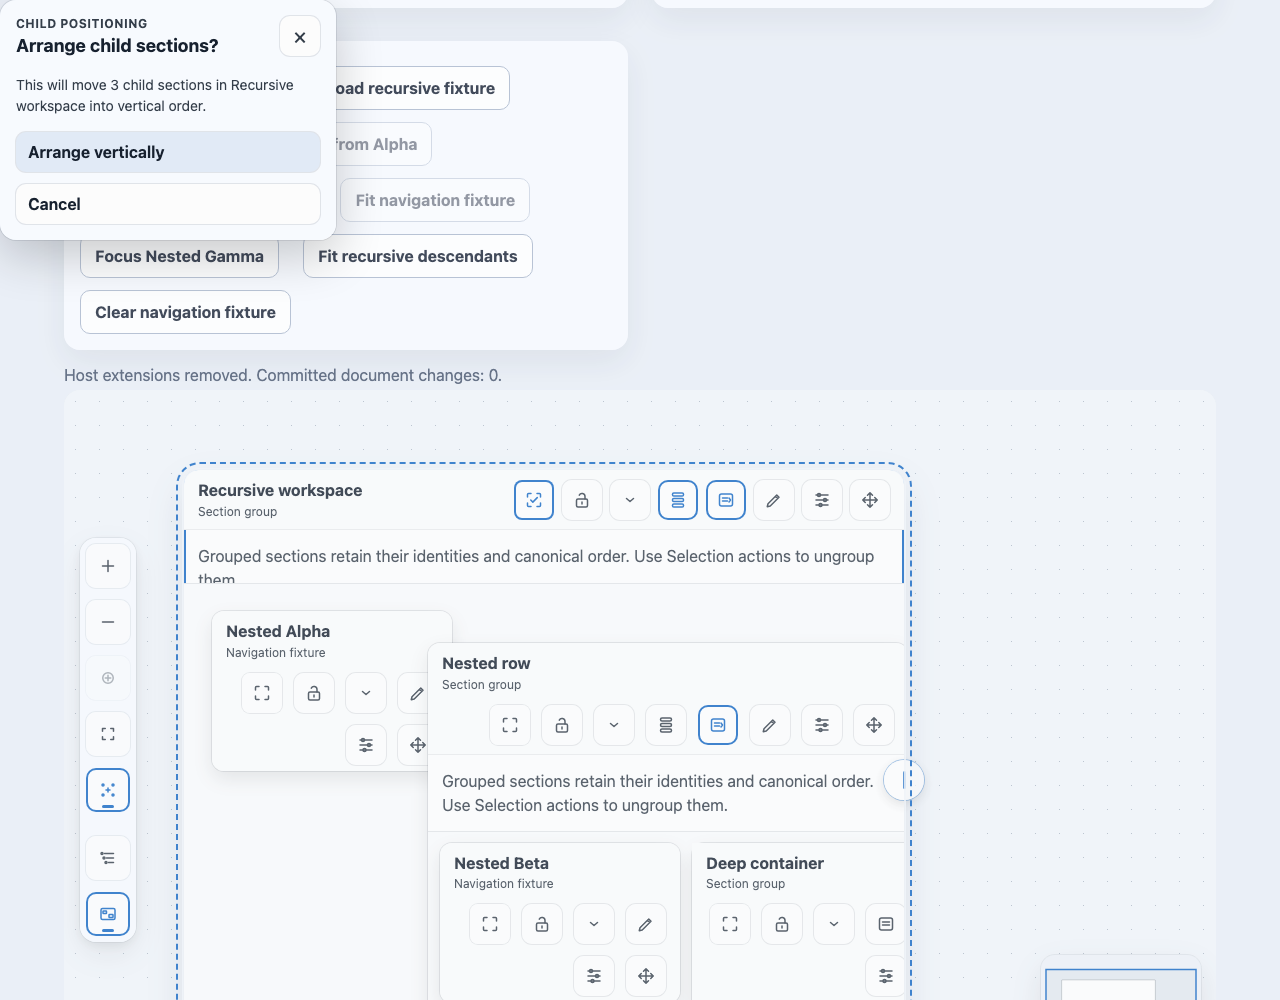 CHILD POSITIONING
Arrange child sections?
This will move 3 child sections in Recursive
workspace into vertical order.
Arrange vertically
Cancel
oad recursive fixture
from Alpha
Fit navigation fixture
Focus Nested Gamma
Fit recursive descendants
Clear navigation fixture
Host extensions removed. Committed document changes: 0.
Recursive workspace
Section group
Grouped sections retain their identities and canonical order. Use Selection actions to ungroup
them.
Nested Alpha
Navigation fixture
Nested row
Section group
Grouped sections retain their identities and canonical order.
Use Selection actions to ungroup them.
Nested Beta
Navigation fixture
Deep container
Section group